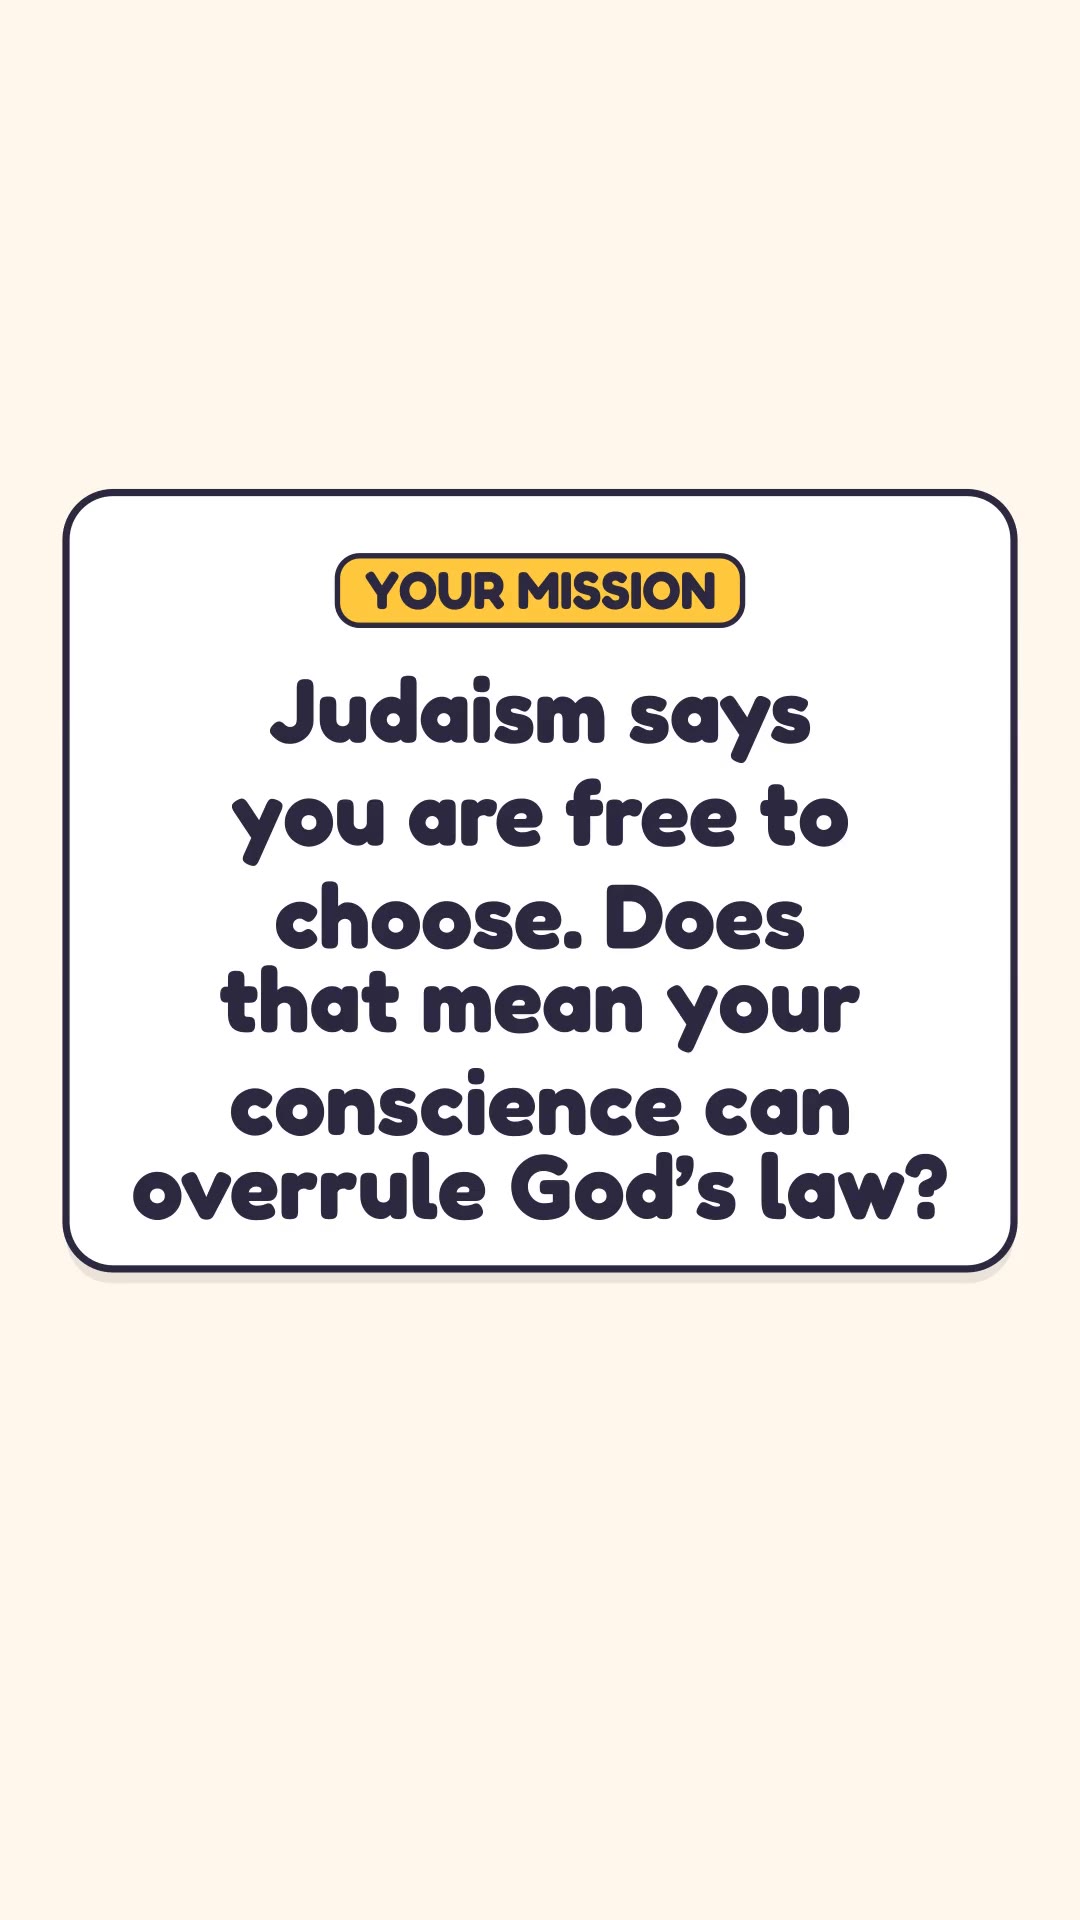 YOUR MISSION
Judaism says
you are free to
choose. Does
that mean your
conscience can
overrule God’s law?